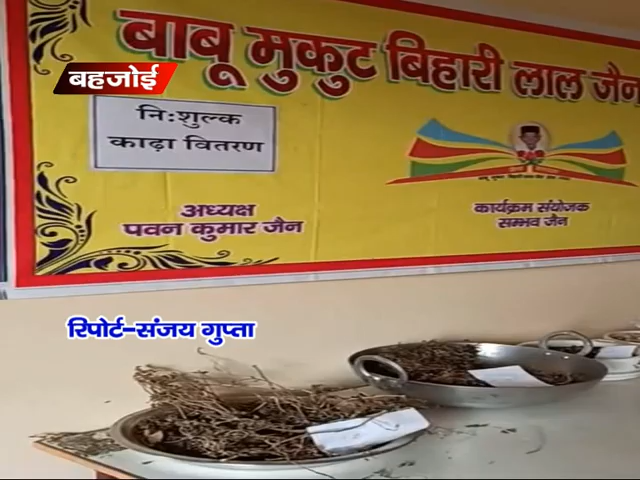 बाबू मुकुट बिहारी लाल जैन
बहजोई
नि:शुल्क
काढ़ा वितरण
अध्यक्ष
पवन कुमार जैन
कार्यक्रम संयोजक
सम्भव जैन
रिपोर्ट-संजय गुप्ता